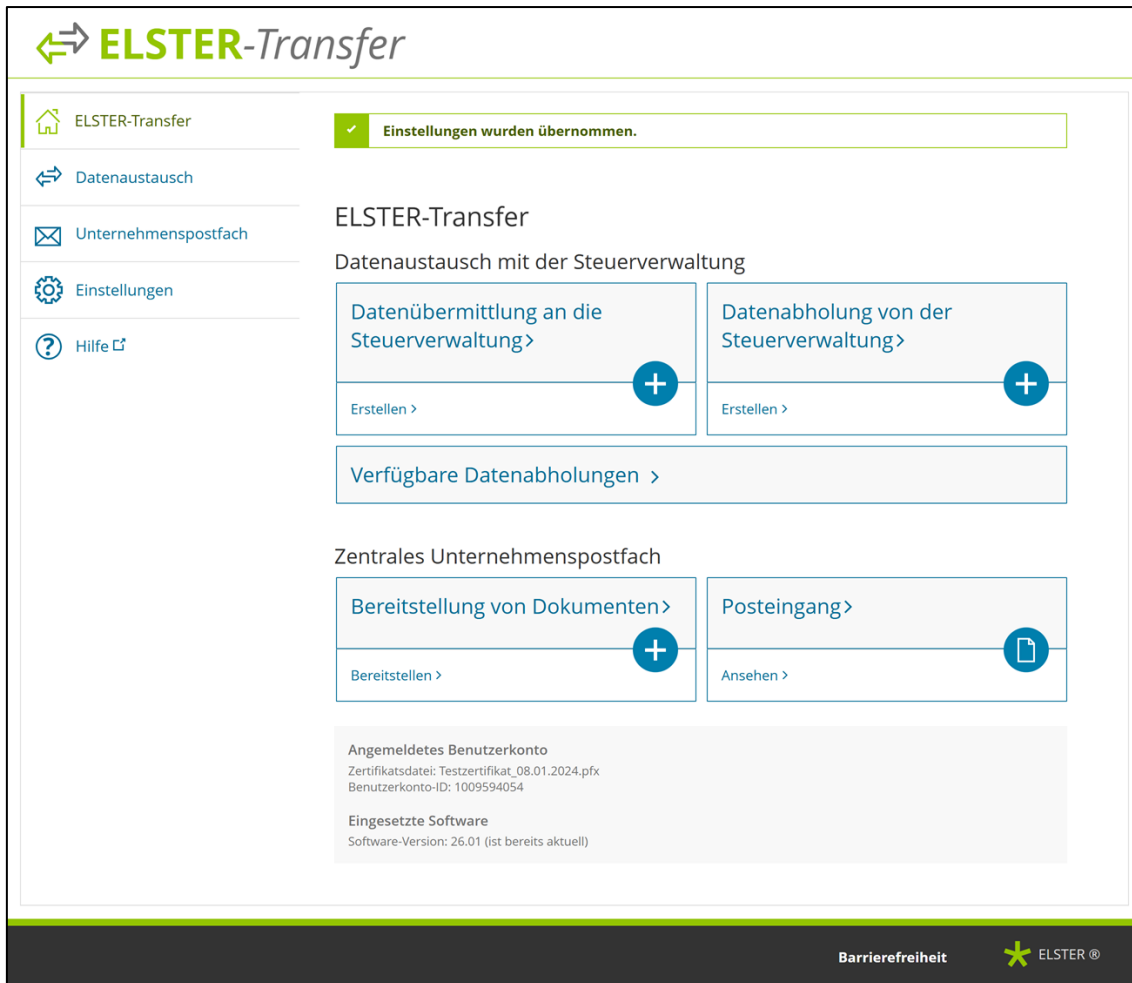 ELSTER-Transfer
ELSTER-Transfer
Datenaustausch
Unternehmenspostfach
Einstellungen
Hilfe
Einstellungen wurden übernommen.
ELSTER-Transfer
Datenaustausch mit der Steuerverwaltung
Datenübermittlung an die
Steuerverwaltung
Erstellen
Datenabholung von der
Steuerverwaltung
Erstellen
Verfügbare Datenabholungen
Zentrales Unternehmenspostfach
Bereitstellung von Dokumenten
Bereitstellen
Posteingang
Ansehen
Angemeldetes Benutzerkonto
Zertifikatsdatei: Testzertifikat_08.01.2024.pfx
Benutzerkonto-ID: 1009594054
Eingesetzte Software
Software-Version: 26.01 (ist bereits aktuell)
Barrierefreiheit
ELSTER ®